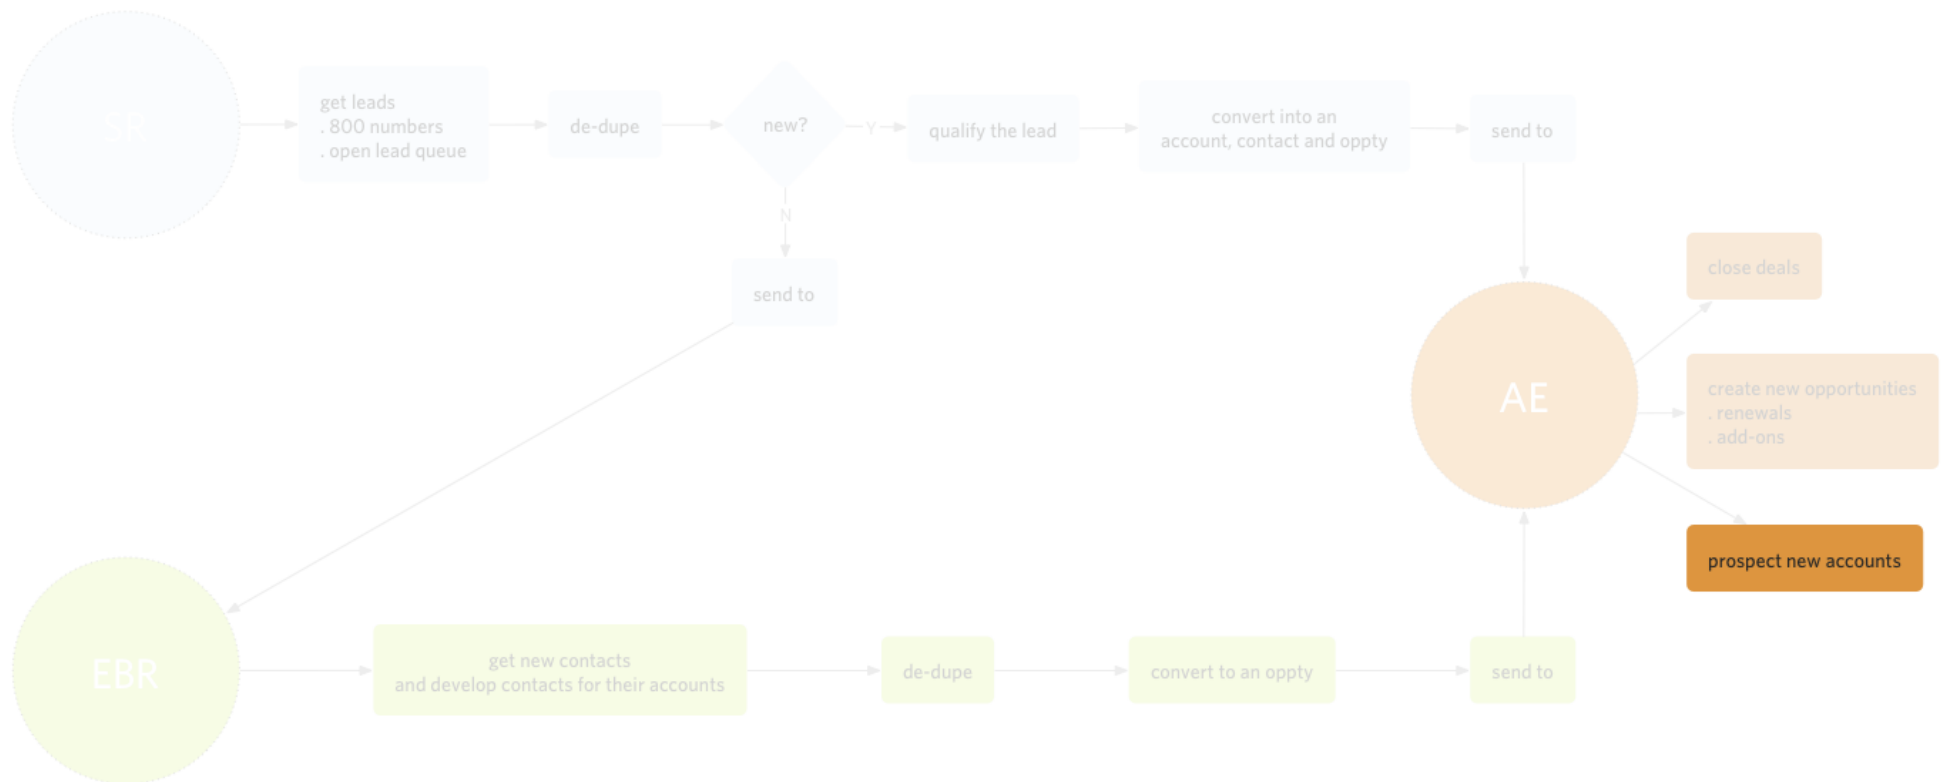 SR
get leads
. 800 numbers
. open lead queue
de-dupe
new?
Y
qualify the lead
convert into an
account, contact and oppty
send to
N
send to
close deals
AE
create new opportunities
. renewals
. add-ons
prospect new accounts
EBR
get new contacts
and develop contacts for their accounts
de-dupe
convert to an oppty
send to